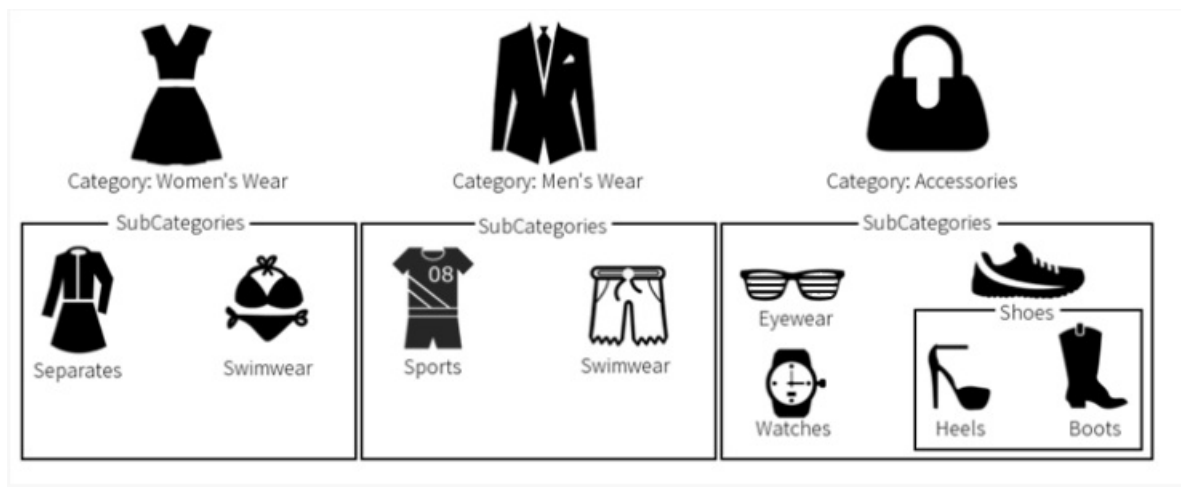 Category: Women's Wear
Category: Men's Wear
Category: Accessories
SubCategories
Separates
Swimwear
SubCategories
08
Sports
Swimwear
SubCategories
Eyewear
Watches
Shoes
Heels
Boots